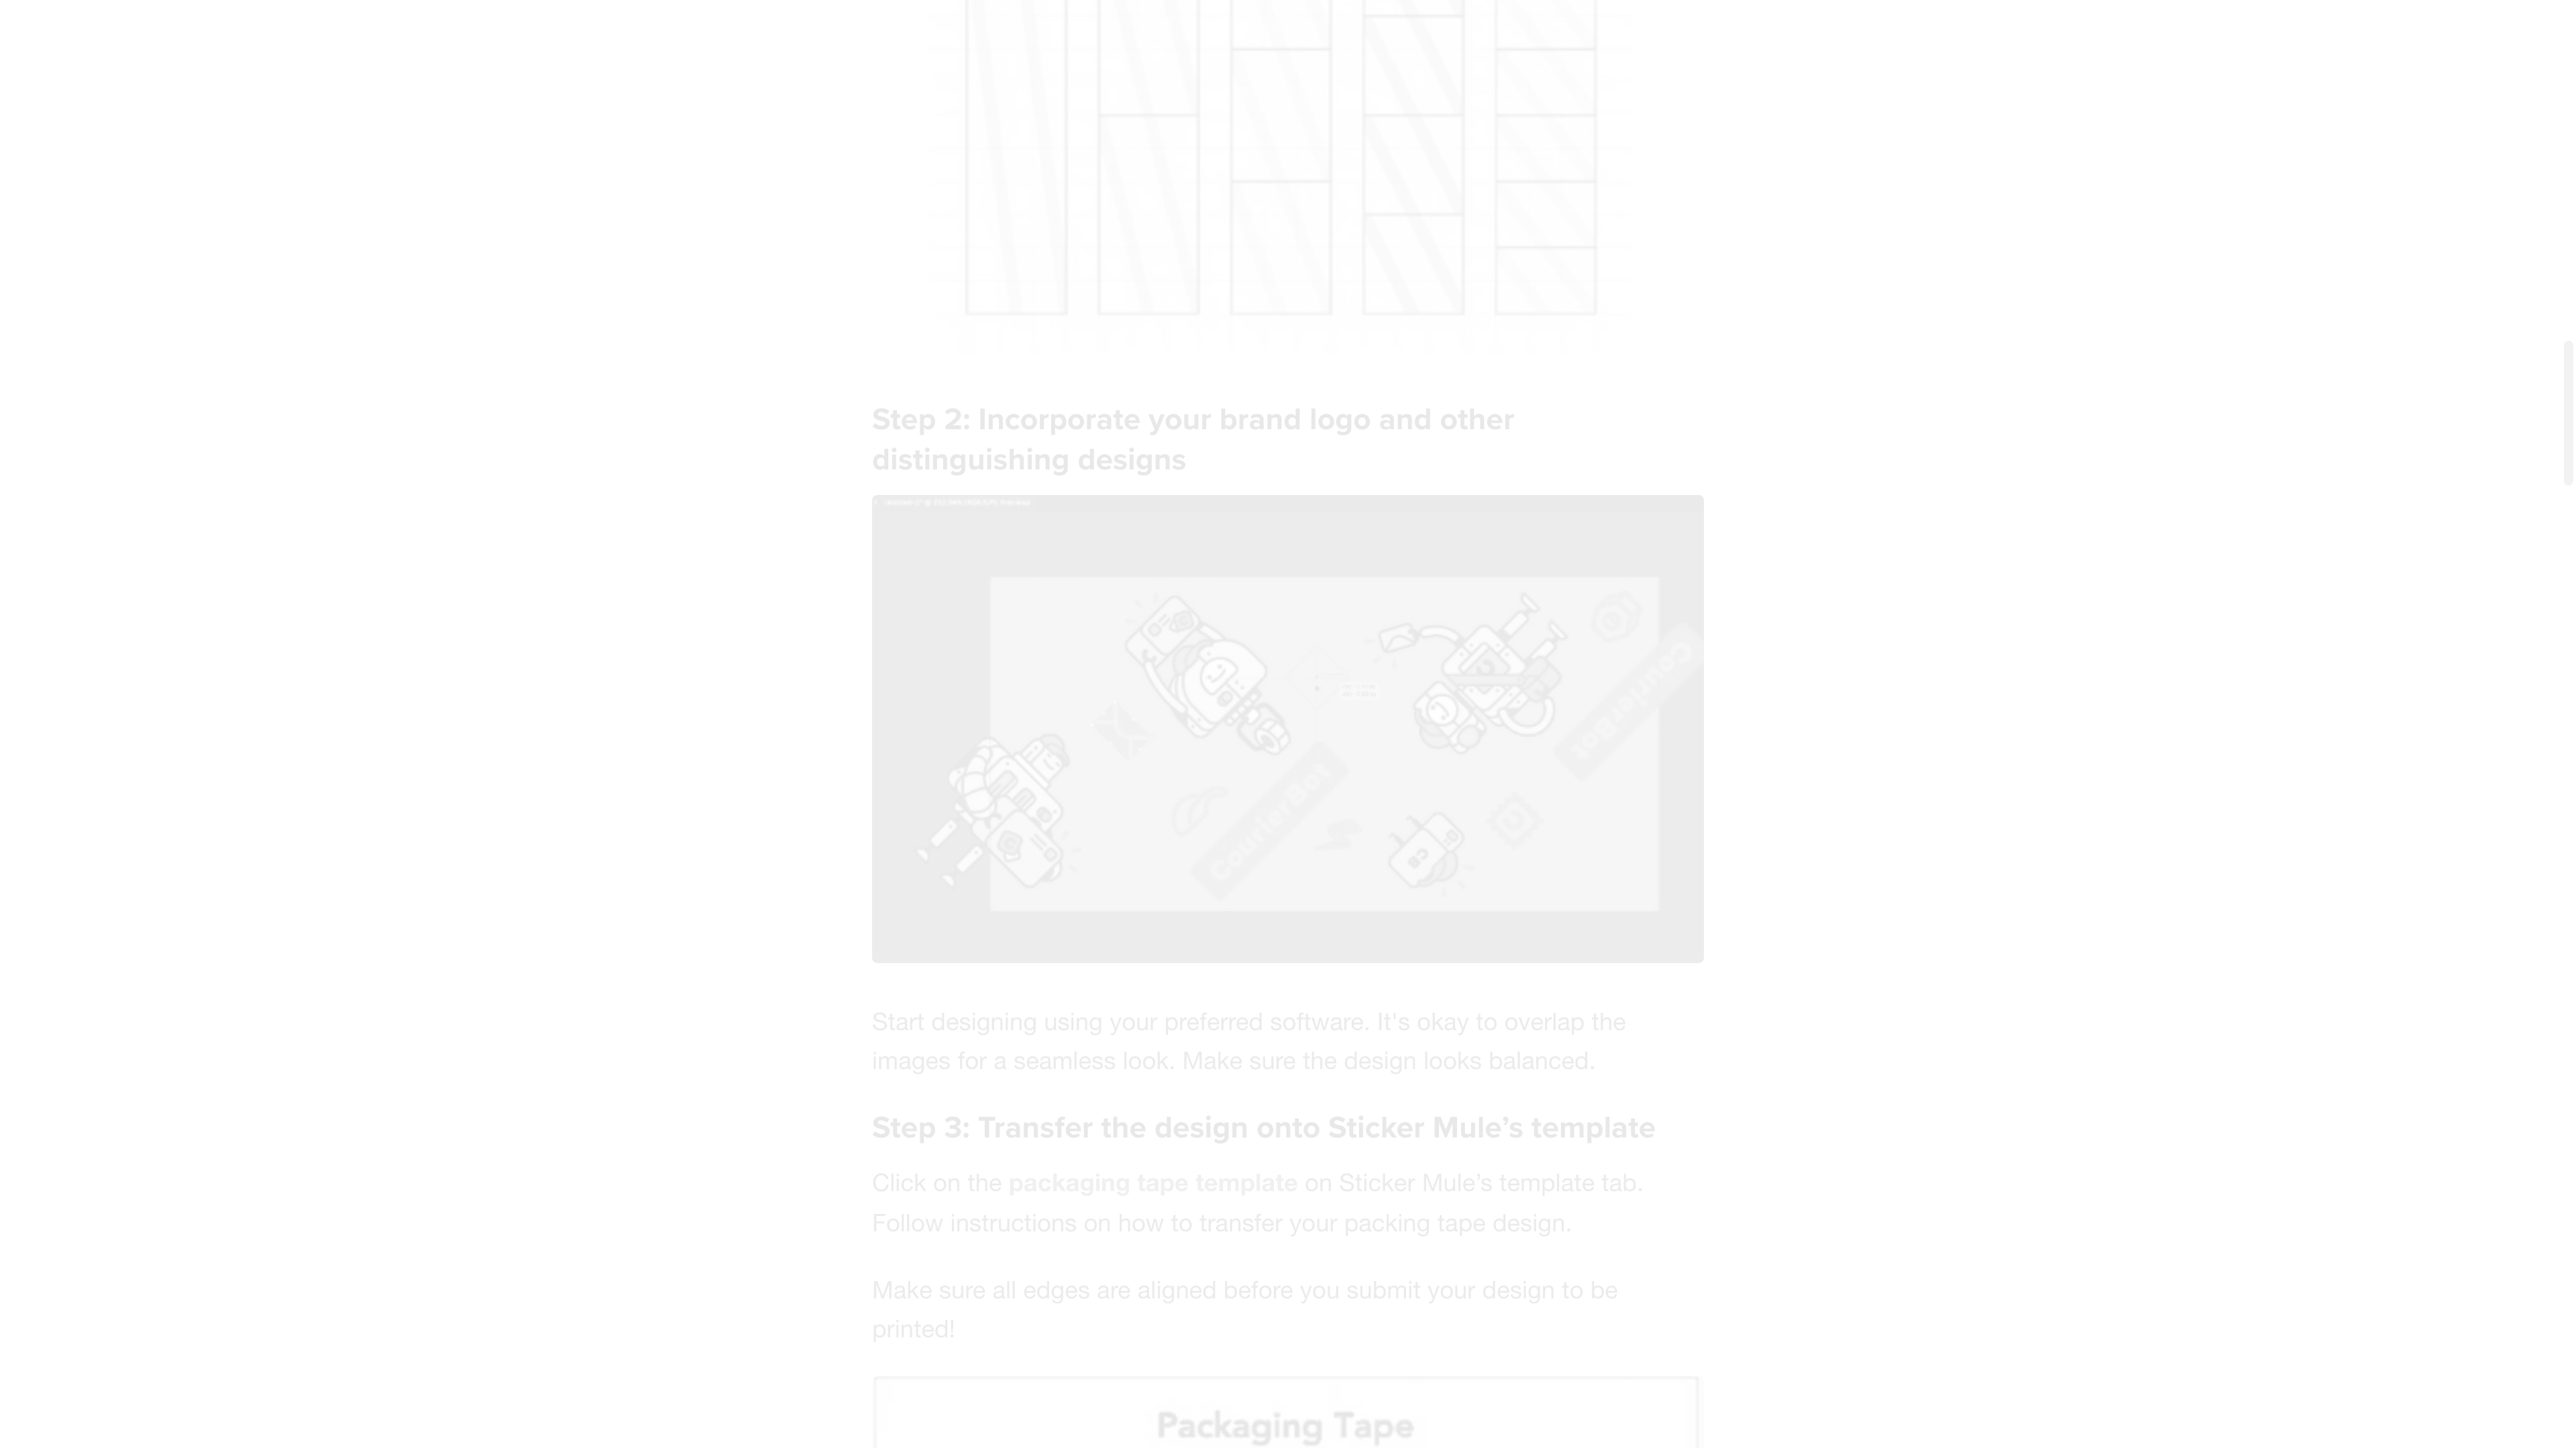 Step 2: Incorporate your brand logo and other
distinguishing designs
CourierBot
CourierBot
CB
Start designing using your preferred software. It's okay to overlap the
images for a seamless look. Make sure the design looks balanced.
Step 3: Transfer the design onto Sticker Mule’s template
Click on the packaging tape template on Sticker Mule’s template tab.
Follow instructions on how to transfer your packing tape design.
Make sure all edges are aligned before you submit your design to be
printed!
Packaging Tape